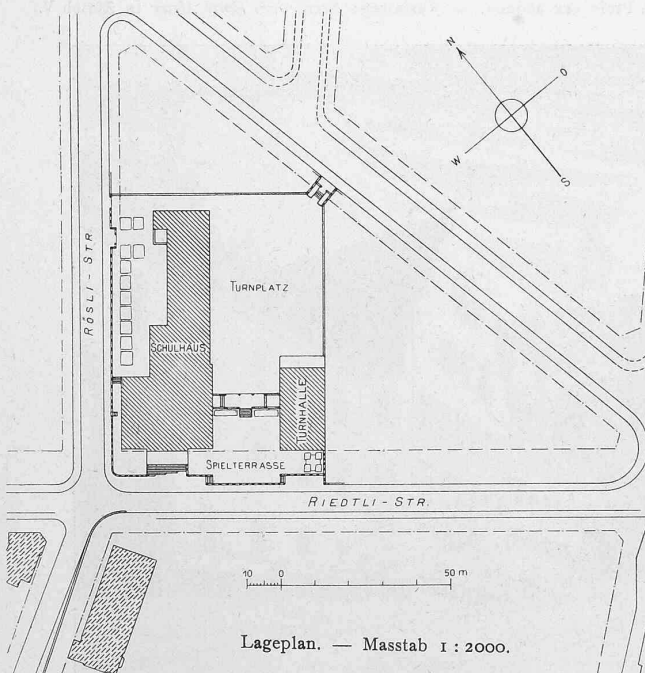 N
O
W
S
RÖSLI-STR.
TURNPLATZ
SCHULHAUS
TURNHALLE
SPIELTERRASSE
RIEDTLI-STR.
10 0 50 m
Lageplan. — Masstab 1 : 2000.